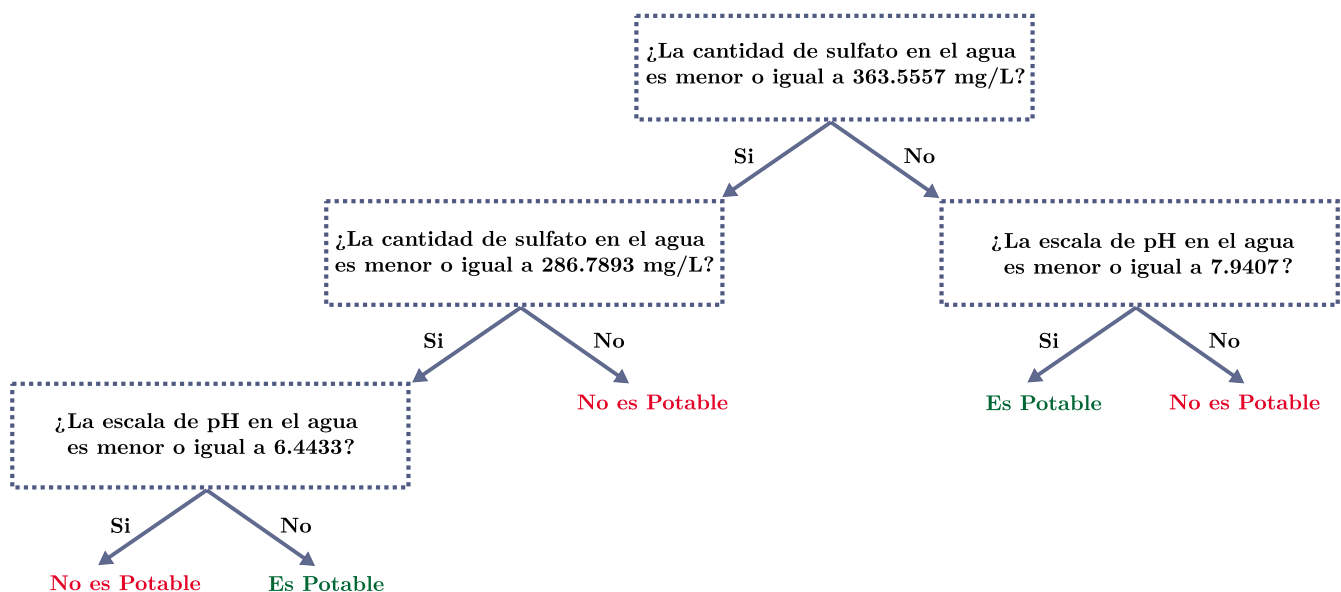 ¿La cantidad de sulfato en el agua
es menor o igual a 363.5557 mg/L?
Si
No
¿La cantidad de sulfato en el agua
es menor o igual a 286.7893 mg/L?
¿La escala de pH en el agua
es menor o igual a 7.9407?
Si
No
Si
No
No es Potable
Es Potable
No es Potable
¿La escala de pH en el agua
es menor o igual a 6.4433?
Si
No
No es Potable
Es Potable